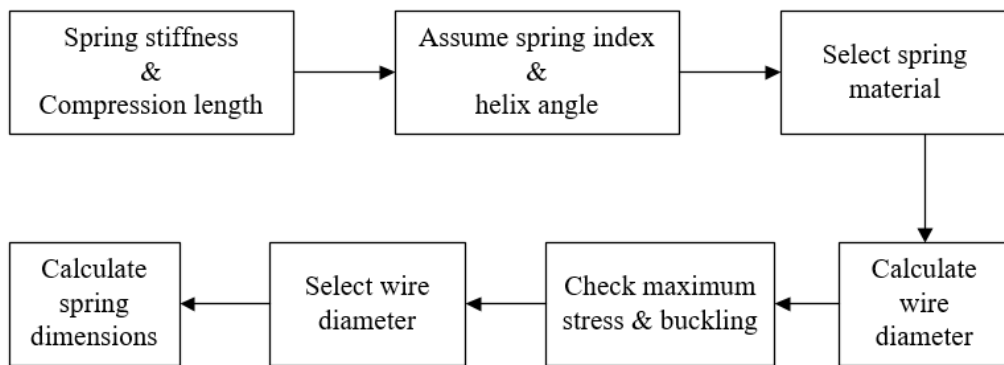 Spring stiffness
&
Compression length
Assume spring index
&
helix angle
Select spring
material
Calculate
wire
diameter
Check maximum
stress & buckling
Select wire
diameter
Calculate
spring
dimensions